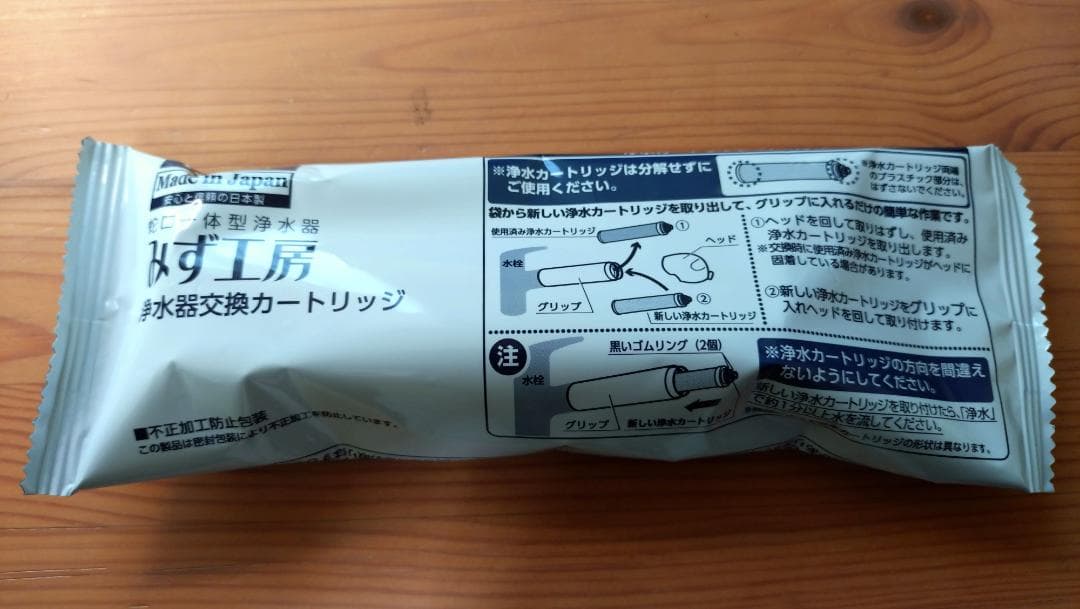 Made in Japan
安心と信頼の日本製
蛇口一体型浄水器
みず工房
浄水器交換カートリッジ
■不正加工防止包装
この製品は密封包装により不正加工を防止しています。
※浄水カートリッジは分解せずに
ご使用ください。
※浄水カートリッジ両端
のプラスチック部分は、
はずさないでください。
袋から新しい浄水カートリッジを取り出して、グリップに入れるだけの簡単な作業です。
使用済み浄水カートリッジ
①
ヘッド
水栓
グリップ
②
新しい浄水カートリッジ
①ヘッドを回して取りはずし、使用済み
浄水カートリッジを取り出します。
※交換時に使用済み浄水カートリッジがヘッドに
固着している場合があります。
②新しい浄水カートリッジをグリップに
入れヘッドを回して取り付けます。
注
黒いゴムリング（2個）
水栓
グリップ
新しい浄水カートリッジ
※浄水カートリッジの方向を間違え
ないようにしてください。
新しい浄水カートリッジを取り付けたら、「浄水」
で約1分以上水を流してください。
カートリッジの形状は異なります。